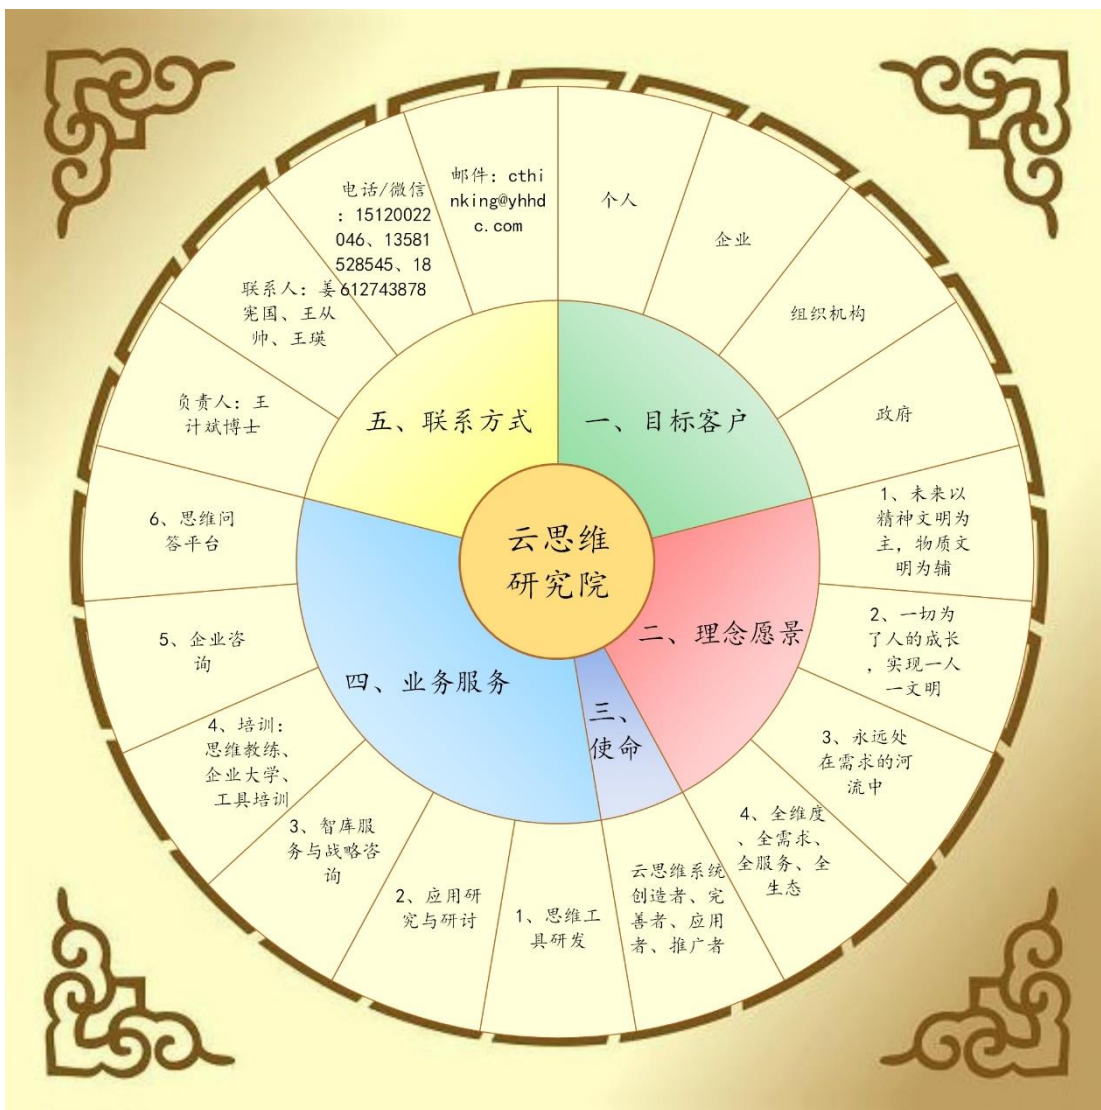 云思维
研究院
一、目标客户
个人
企业
组织机构
政府
二、理念愿景
1、未来以
精神文明为
主，物质文
明为辅
2、一切为
了人的成长
，实现一人
一文明
3、永远处
在需求的河
流中
4、全维度
、全需求、
全服务、全
生态
三、
使命
云思维系统
创造者、完
善者、应用
者、推广者
四、业务服务
1、思维工
具研发
2、应用研
究与研讨
3、智库服
务与战略咨
询
4、培训：
思维教练、
企业大学、
工具培训
5、企业咨
询
6、思维问
答平台
五、联系方式
负责人：王
计斌博士
联系人：姜
宪国、王从
帅、王瑛
电话/微信
：15120022
046、13581
528545、18
612743878
邮件：cthi
nking@yhhd
c.com